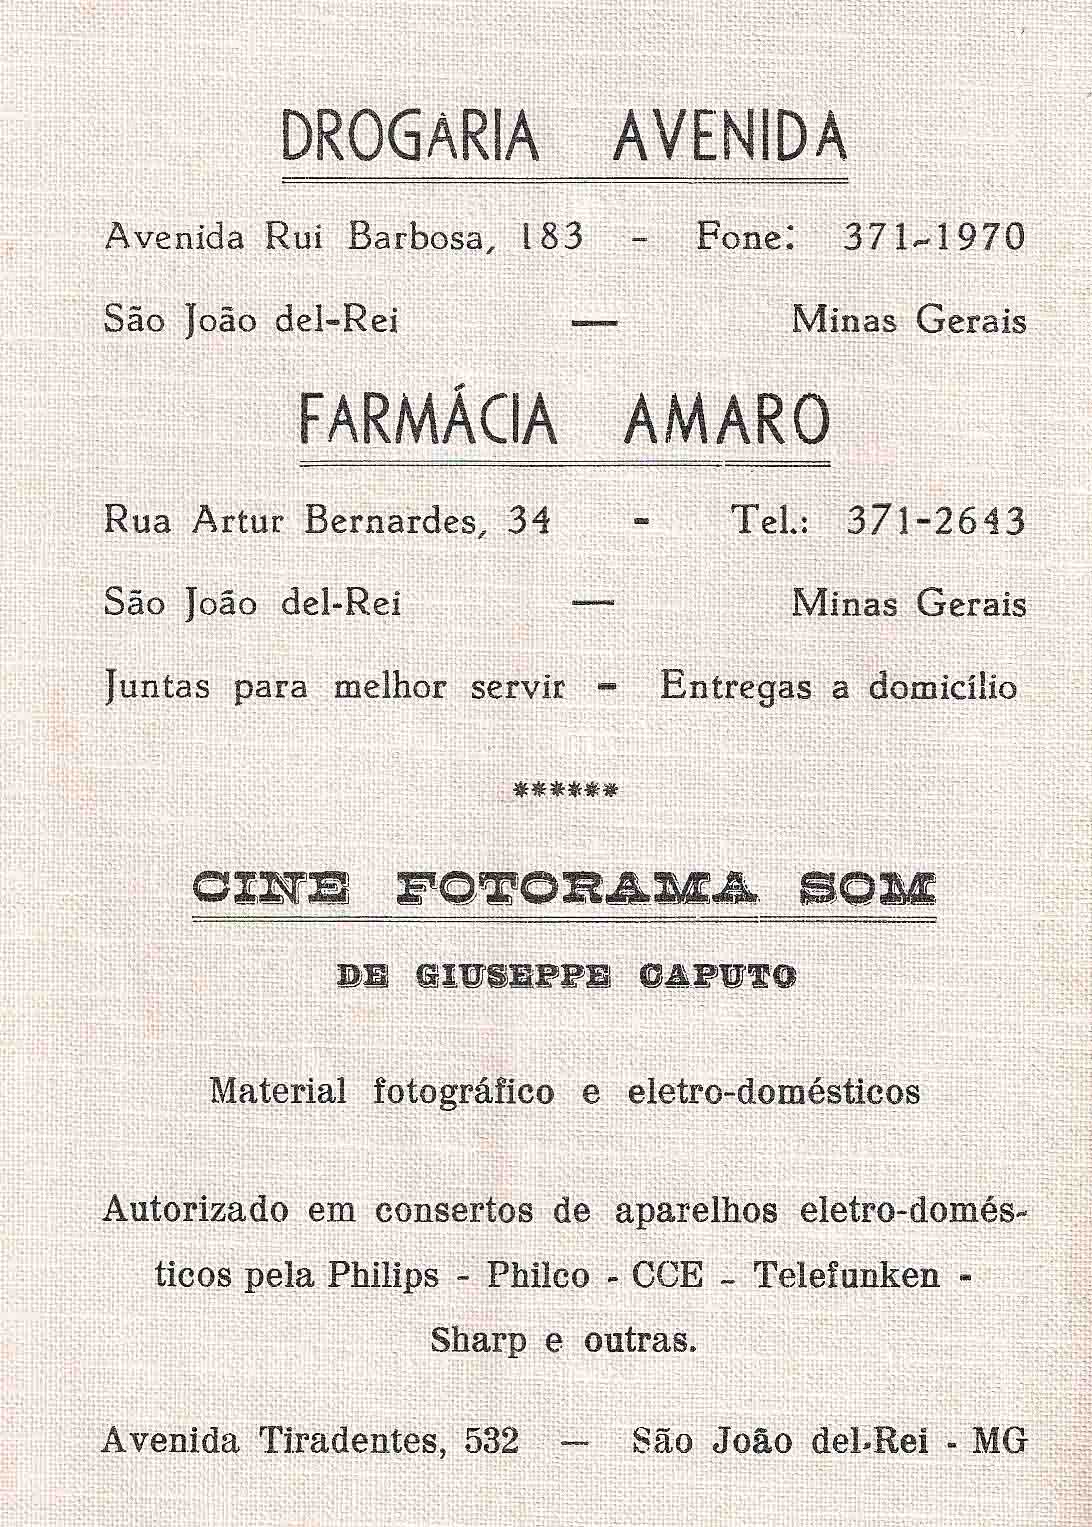 DROGARIA AVENIDA
Avenida Rui Barbosa, 183 - Fone: 371-1970
São João del-Rei — Minas Gerais
FARMÁCIA AMARO
Rua Artur Bernardes, 34 - Tel.: 371-2643
São João del-Rei — Minas Gerais
Juntas para melhor servir - Entregas a domicílio
******
CINE FOTORAMA SOM
DE GIUSEPPE CAPUTO
Material fotográfico e eletro-domésticos
Autorizado em consertos de aparelhos eletro-domés-
ticos pela Philips - Philco - CCE - Telefunken -
Sharp e outras.
Avenida Tiradentes, 532 — São João del-Rei - MG